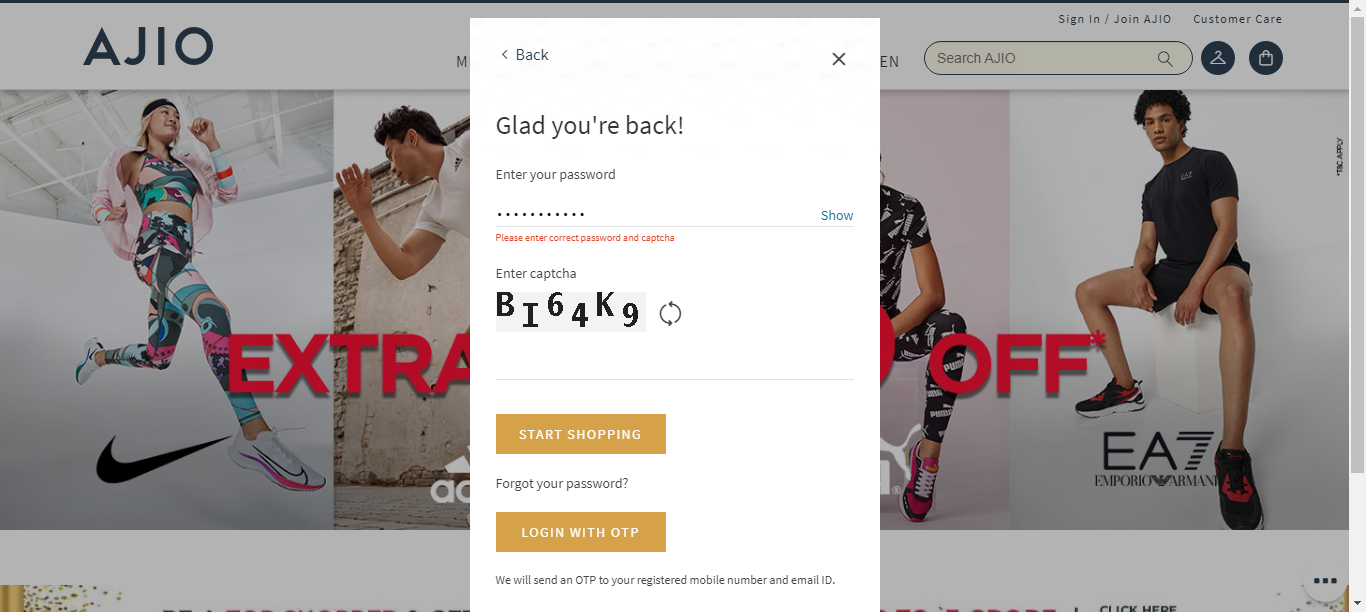 Sign In / Join AJIO Customer Care
AJIO
Search AJIO
Back
EN
Glad you're back!
Enter your password
Show
Please enter correct password and captcha
Enter captcha
BI64K9
*T&C APPLY
EXTRA
OFF*
START SHOPPING
Forgot your password?
LOGIN WITH OTP
We will send an OTP to your registered mobile number and email ID.
EA7
EMPORIO ARMANI
PUMA
CLICK HERE